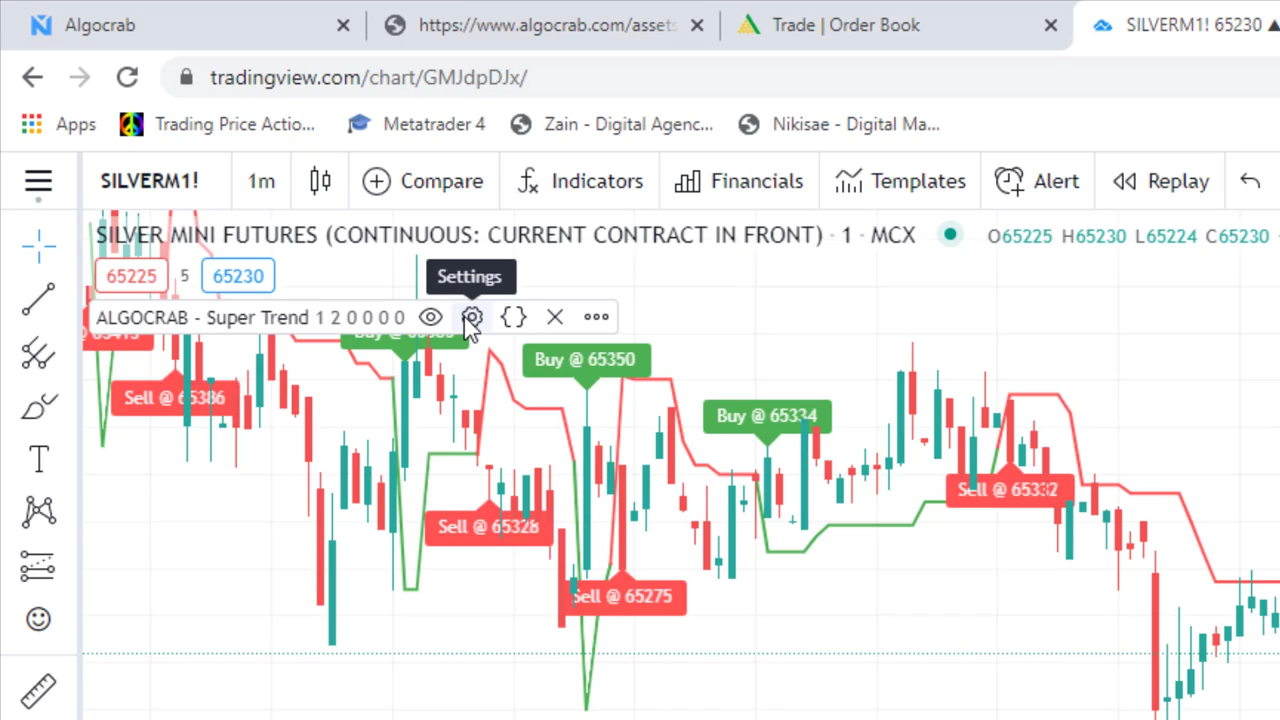 Algocrab
https://www.algocrab.com/assets
Trade | Order Book
SILVERM1! 65230 ▲
tradingview.com/chart/GMJdpDJx/
Apps
Trading Price Actio...
Metatrader 4
Zain - Digital Agenc...
Nikisae - Digital Ma...
SILVERM1!
1m
Compare
Indicators
Financials
Templates
Alert
Replay
SILVER MINI FUTURES (CONTINUOUS: CURRENT CONTRACT IN FRONT) · 1 · MCX
O65225 H65230 L65224 C65230
65225 5 65230
Settings
ALGOCRAB - Super Trend 1 2 0 0 0 0
Buy @
Buy @ 65350
Sell @ 65386
Buy @ 65334
Sell @ 65332
Sell @ 65328
Sell @ 65275